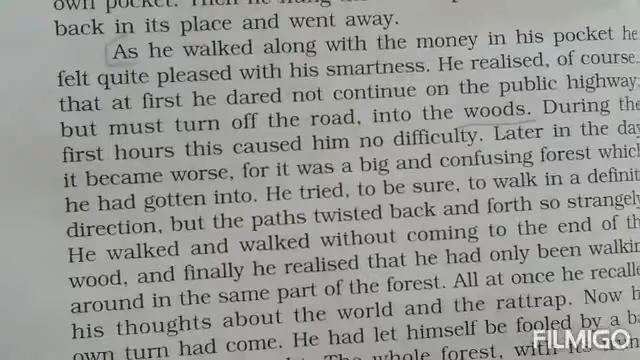 back in its place and went away.
As he walked along with the money in his pocket he
felt quite pleased with his smartness. He realised, of course,
that at first he dared not continue on the public highway,
but must turn off the road, into the woods. During the
first hours this caused him no difficulty. Later in the day
it became worse, for it was a big and confusing forest which
he had gotten into. He tried, to be sure, to walk in a definit
direction, but the paths twisted back and forth so strangely
He walked and walked without coming to the end of th
wood, and finally he realised that he had only been walkin
around in the same part of the forest. All at once he recalle
his thoughts about the world and the rattrap. Now h
own turn had come. He had let himself be fooled by a ba
The whole forest, with its
FILMIGO